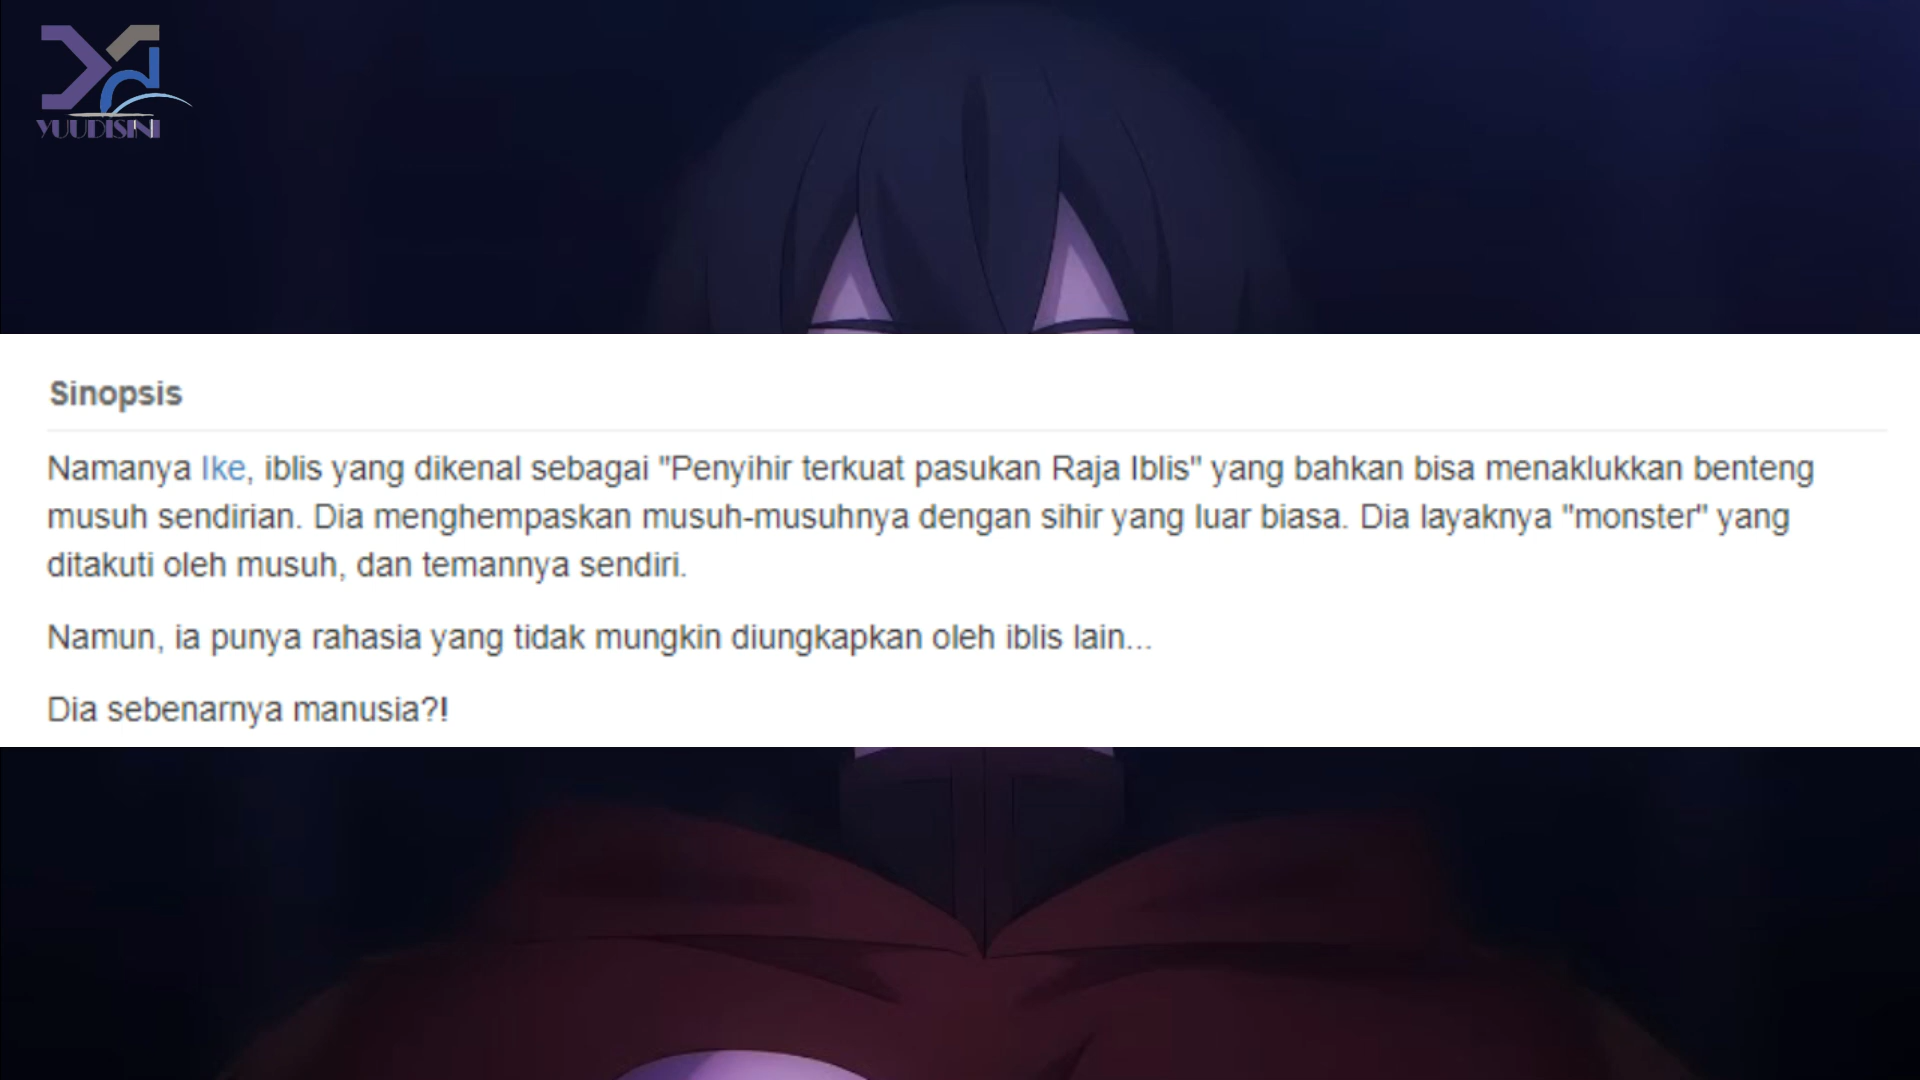 YUUDISINI
Sinopsis
Namanya Ike, iblis yang dikenal sebagai "Penyihir terkuat pasukan Raja Iblis" yang bahkan bisa menaklukkan benteng
musuh sendirian. Dia menghempaskan musuh-musuhnya dengan sihir yang luar biasa. Dia layaknya "monster" yang
ditakuti oleh musuh, dan temannya sendiri.
Namun, ia punya rahasia yang tidak mungkin diungkapkan oleh iblis lain...
Dia sebenarnya manusia?!